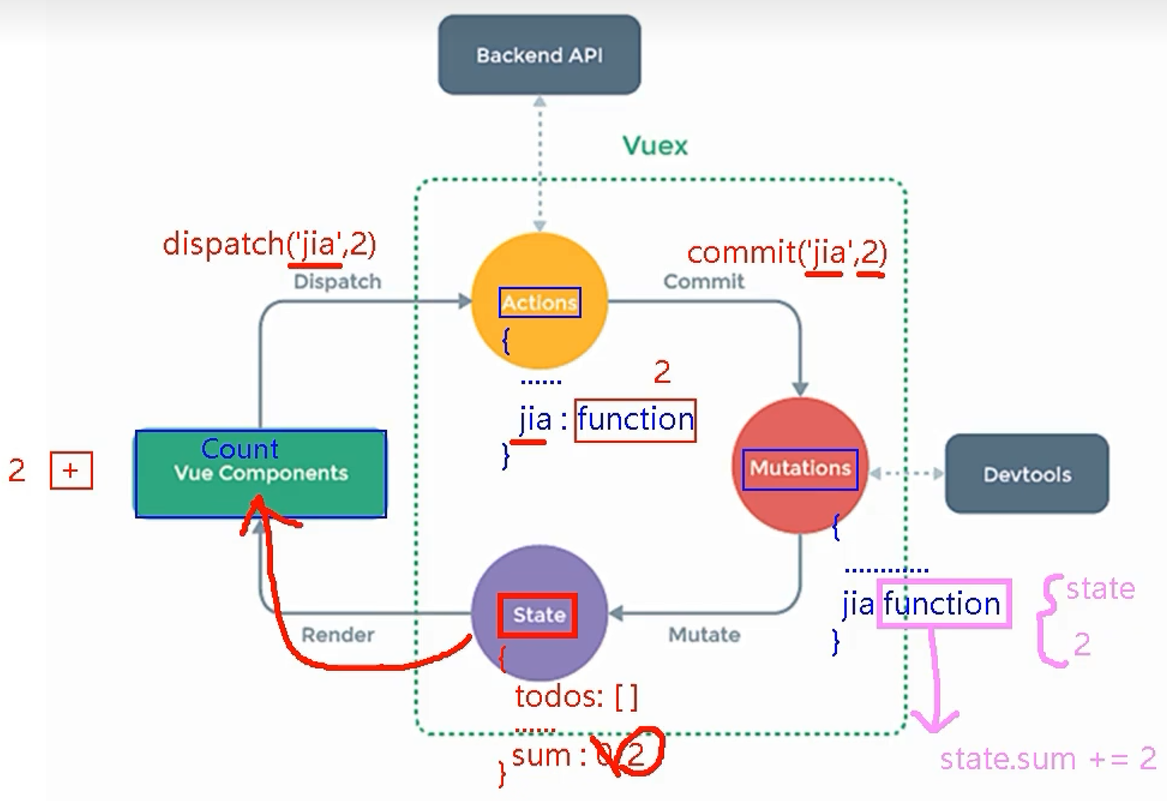 Backend API
Vuex
dispatch('jia',2)
commit('jia',2)
Dispatch
Commit
Actions
{
......
2
jia : function
}
Count
Vue Components
2 +
Mutations
Devtools
{
............
jia function
}
state
2
State
Render
Mutate
{
todos: [ ]
......
sum : 0 2
}
state.sum += 2